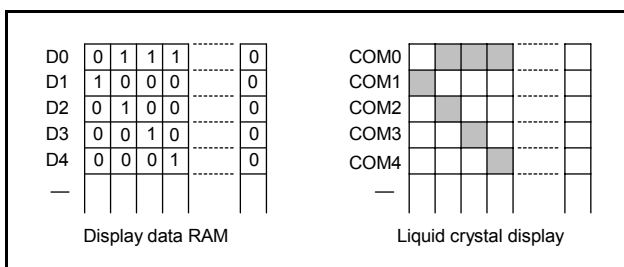 D0 0 1 1 1 0 COM0
D1 1 0 0 0 0 COM1
D2 0 1 0 0 0 COM2
D3 0 0 1 0 0 COM3
D4 0 0 0 1 0 COM4
— —
Display data RAM Liquid crystal display